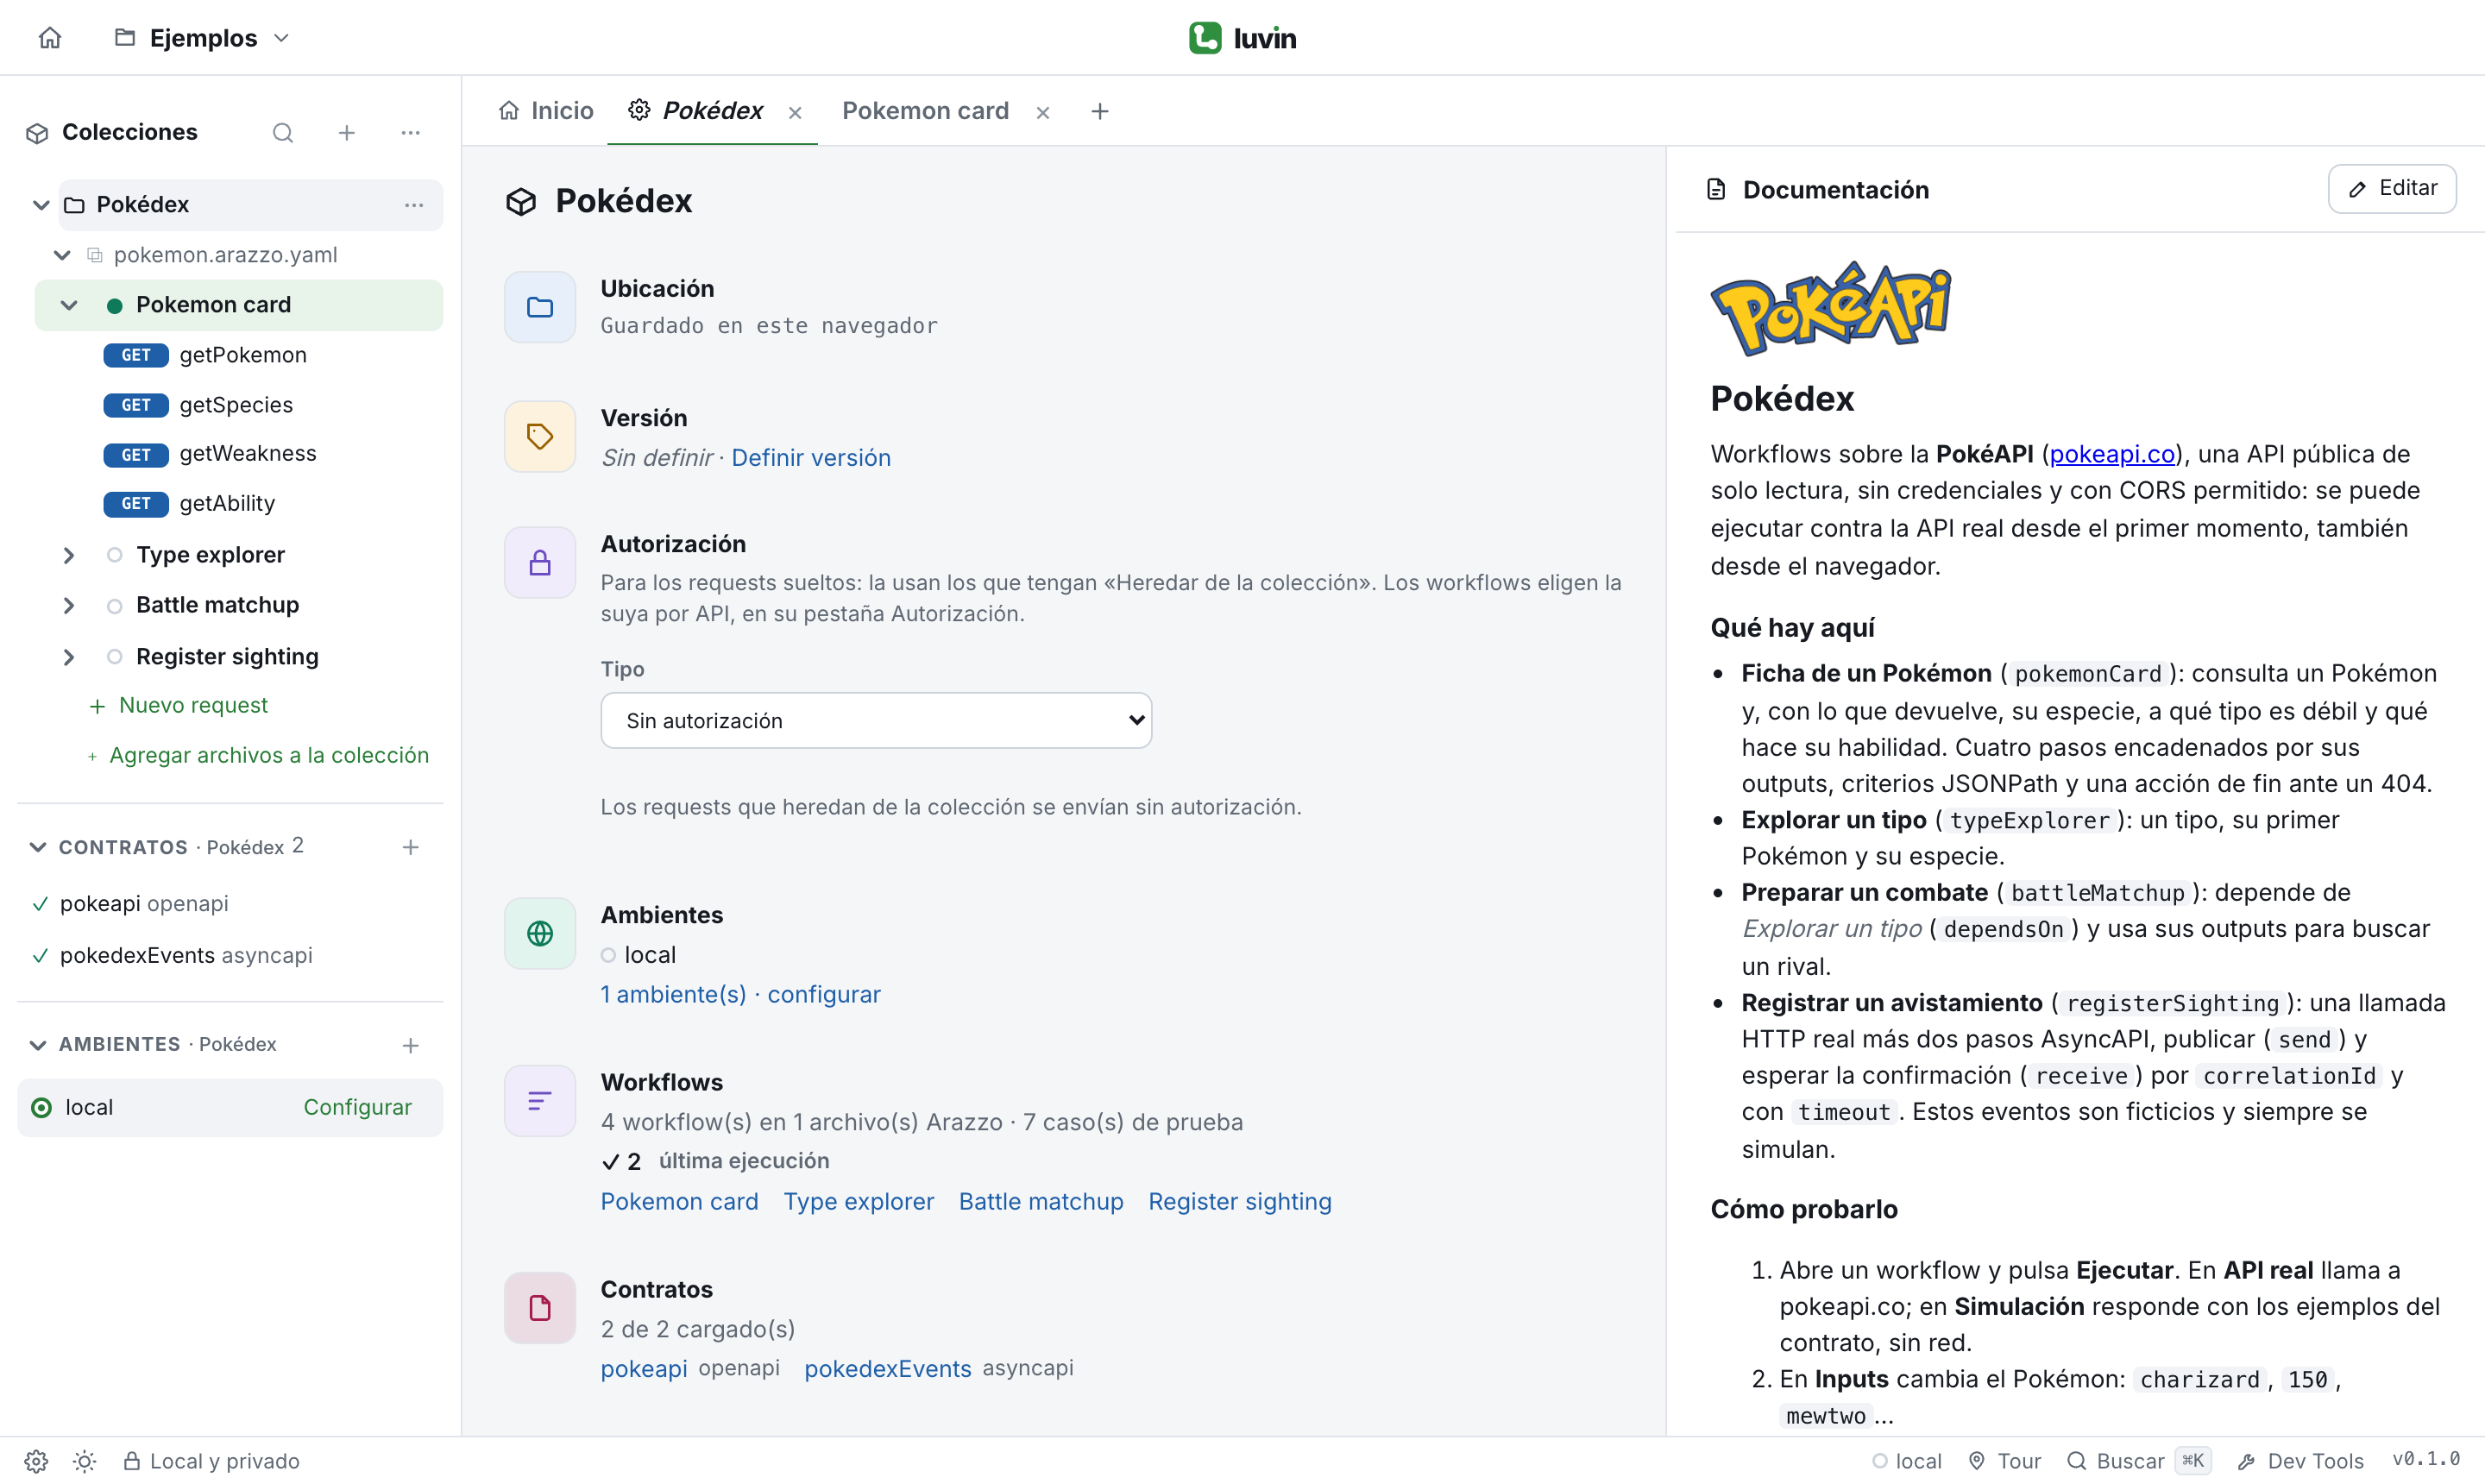 Ejemplos
luvin
Colecciones
Pokédex
pokemon.arazzo.yaml
Pokemon card
GET getPokemon
GET getSpecies
GET getWeakness
GET getAbility
Type explorer
Battle matchup
Register sighting
+ Nuevo request
+ Agregar archivos a la colección
CONTRATOS · Pokédex 2
pokeapi openapi
pokedexEvents asyncapi
AMBIENTES · Pokédex
local Configurar
Inicio
Pokédex
Pokemon card
Pokédex
Ubicación
Guardado en este navegador
Versión
Sin definir · Definir versión
Autorización
Para los requests sueltos: la usan los que tengan «Heredar de la colección». Los workflows eligen la
suya por API, en su pestaña Autorización.
Tipo
Sin autorización
Los requests que heredan de la colección se envían sin autorización.
Ambientes
local
1 ambiente(s) · configurar
Workflows
4 workflow(s) en 1 archivo(s) Arazzo · 7 caso(s) de prueba
✓ 2 última ejecución
Pokemon card Type explorer Battle matchup Register sighting
Contratos
2 de 2 cargado(s)
pokeapi openapi pokedexEvents asyncapi
Documentación
Editar
PokéApi
Pokédex
Workflows sobre la PokéAPI (pokeapi.co), una API pública de
solo lectura, sin credenciales y con CORS permitido: se puede
ejecutar contra la API real desde el primer momento, también
desde el navegador.
Qué hay aquí
• Ficha de un Pokémon (pokemonCard): consulta un Pokémon
y, con lo que devuelve, su especie, a qué tipo es débil y qué
hace su habilidad. Cuatro pasos encadenados por sus
outputs, criterios JSONPath y una acción de fin ante un 404.
• Explorar un tipo (typeExplorer): un tipo, su primer
Pokémon y su especie.
• Preparar un combate (battleMatchup): depende de
Explorar un tipo (dependsOn) y usa sus outputs para buscar
un rival.
• Registrar un avistamiento (registerSighting): una llamada
HTTP real más dos pasos AsyncAPI, publicar (send) y
esperar la confirmación (receive) por correlationId y
con timeout. Estos eventos son ficticios y siempre se
simulan.
Cómo probarlo
1. Abre un workflow y pulsa Ejecutar. En API real llama a
pokeapi.co; en Simulación responde con los ejemplos del
contrato, sin red.
2. En Inputs cambia el Pokémon: charizard, 150,
mewtwo...
Local y privado
local
Tour
Buscar ⌘K
Dev Tools
v0.1.0